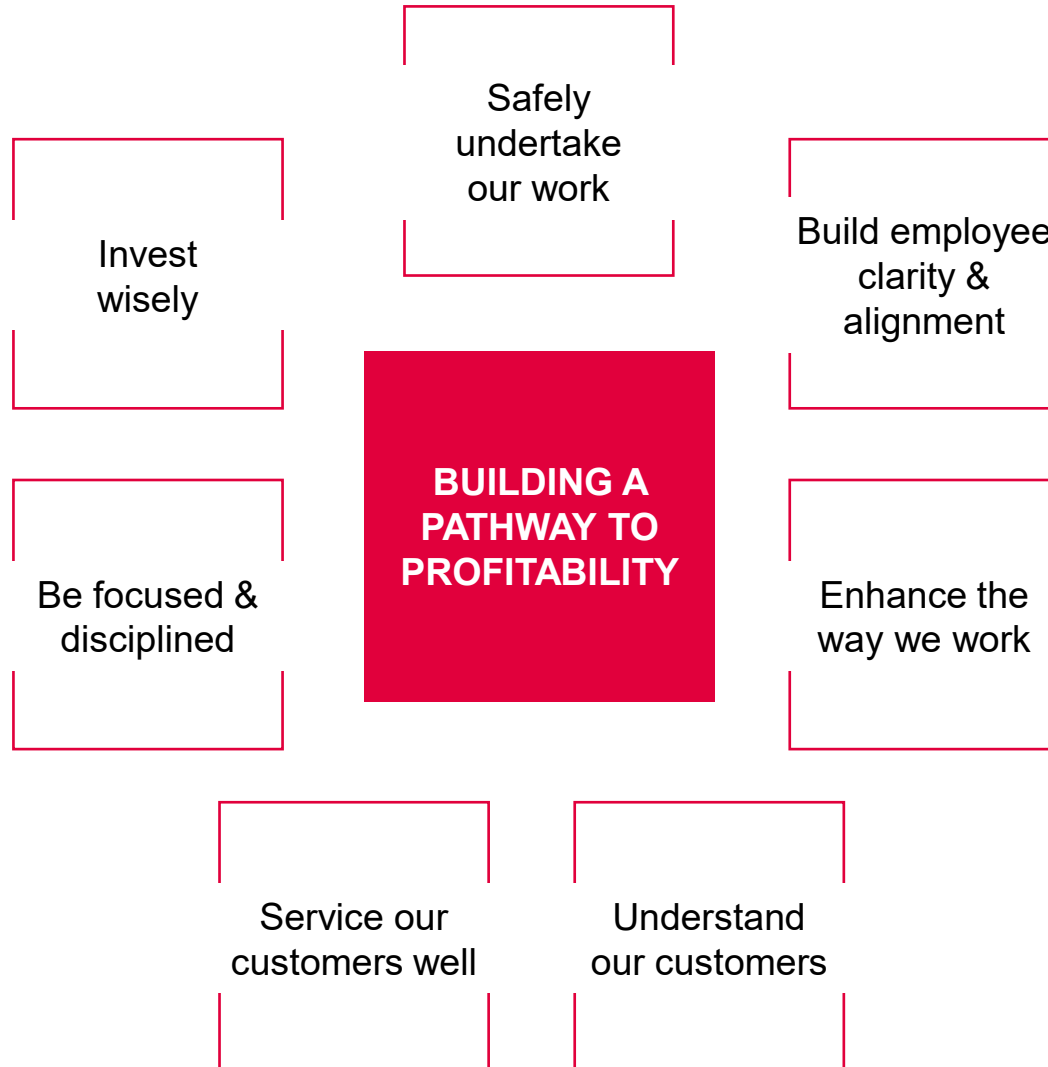 Safely
undertake
our work
Build employee
clarity &
alignment
Enhance the
way we work
Understand
our customers
Service our
customers well
Be focused &
disciplined
Invest
wisely
BUILDING A
PATHWAY TO
PROFITABILITY